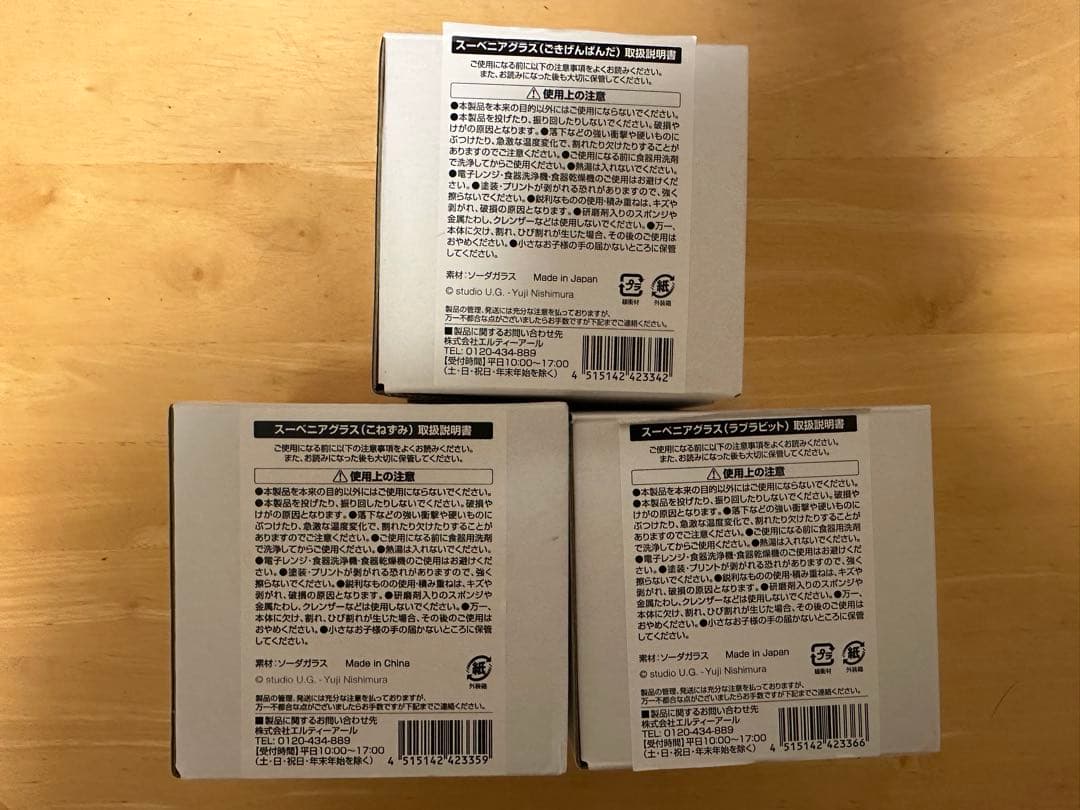 スーベニアグラス(ごきげんぱんだ)取扱説明書
ご使用になる前に以下の注意事項をよくお読みください。
また、お読みになった後も大切に保管してください。
⚠使用上の注意
●本製品を本来の目的以外にはご使用にならないでください。
●本製品を投げたり、振り回したりしないでください。破損や
けがの原因となります。●落下などの強い衝撃や硬いものに
ぶつけたり、急激な温度変化で、割れたり欠けたりすることが
ありますのでご注意ください。●ご使用になる前に食器用洗剤
で洗浄してからご使用ください。●熱湯は入れないでください。
●電子レンジ・食器洗浄機・食器乾燥機のご使用はお避けくだ
さい。●塗装・プリントが剥がれる恐れがありますので、強く
擦らないでください。●鋭利なものの使用・積み重ねは、キズや
剥がれ、破損の原因となります。●研磨剤入りのスポンジや
金属たわし、クレンザーなどは使用しないでください。●万一、
本体に欠け、割れ、ひび割れが生じた場合、その後のご使用は
おやめください。●小さなお子様の手の届かないところに保管
してください。
素材:ソーダガラス Made in Japan
© studio U.G. - Yuji Nishimura
プラ 紙
緩衝材 外装箱
製品の管理、発送には充分な注意を払っておりますが、
万一不都合な点がございましたらお手数ですが下記までご連絡ください。
■製品に関するお問い合わせ先
株式会社エルティーアール
TEL: 0120-434-889
【受付時間】平日10:00~17:00
(土・日・祝日・年末年始を除く)
4 515142 423342
スーベニアグラス(こねずみ)取扱説明書
ご使用になる前に以下の注意事項をよくお読みください。
また、お読みになった後も大切に保管してください。
⚠使用上の注意
●本製品を本来の目的以外にはご使用にならないでください。
●本製品を投げたり、振り回したりしないでください。破損や
けがの原因となります。●落下などの強い衝撃や硬いものに
ぶつけたり、急激な温度変化で、割れたり欠けたりすることが
ありますのでご注意ください。●ご使用になる前に食器用洗剤
で洗浄してからご使用ください。●熱湯は入れないでください。
●電子レンジ・食器洗浄機・食器乾燥機のご使用はお避けくだ
さい。●塗装・プリントが剥がれる恐れがありますので、強く
擦らないでください。●鋭利なものの使用・積み重ねは、キズや
剥がれ、破損の原因となります。●研磨剤入りのスポンジや
金属たわし、クレンザーなどは使用しないでください。●万一、
本体に欠け、割れ、ひび割れが生じた場合、その後のご使用は
おやめください。●小さなお子様の手の届かないところに保管
してください。
素材:ソーダガラス Made in China
© studio U.G. - Yuji Nishimura
紙
外装箱
製品の管理、発送には充分な注意を払っておりますが、
万一不都合な点がございましたらお手数ですが下記までご連絡ください。
■製品に関するお問い合わせ先
株式会社エルティーアール
TEL: 0120-434-889
【受付時間】平日10:00~17:00
(土・日・祝日・年末年始を除く)
4 515142 423359
スーベニアグラス(ラブラビット)取扱説明書
ご使用になる前に以下の注意事項をよくお読みください。
また、お読みになった後も大切に保管してください。
⚠使用上の注意
●本製品を本来の目的以外にはご使用にならないでください。
●本製品を投げたり、振り回したりしないでください。破損や
けがの原因となります。●落下などの強い衝撃や硬いものに
ぶつけたり、急激な温度変化で、割れたり欠けたりすることが
ありますのでご注意ください。●ご使用になる前に食器用洗剤
で洗浄してからご使用ください。●熱湯は入れないでください。
●電子レンジ・食器洗浄機・食器乾燥機のご使用はお避けくだ
さい。●塗装・プリントが剥がれる恐れがありますので、強く
擦らないでください。●鋭利なものの使用・積み重ねは、キズや
剥がれ、破損の原因となります。●研磨剤入りのスポンジや
金属たわし、クレンザーなどは使用しないでください。●万一、
本体に欠け、割れ、ひび割れが生じた場合、その後のご使用は
おやめください。●小さなお子様の手の届かないところに保管
してください。
素材:ソーダガラス Made in Japan
© studio U.G. - Yuji Nishimura
プラ 紙
緩衝材 外装箱
製品の管理、発送には充分な注意を払っておりますが、
万一不都合な点がございましたらお手数ですが下記までご連絡ください。
■製品に関するお問い合わせ先
株式会社エルティーアール
TEL: 0120-434-889
【受付時間】平日10:00~17:00
(土・日・祝日・年末年始を除く)
4 515142 423366